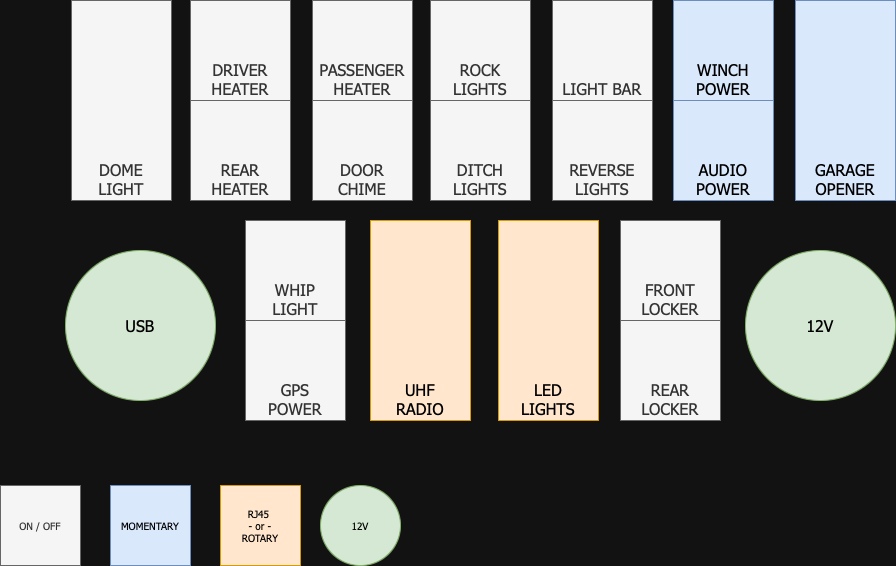 DRIVER
HEATER
PASSENGER
HEATER
ROCK
LIGHTS
LIGHT BAR
WINCH
POWER
DOME
LIGHT
REAR
HEATER
DOOR
CHIME
DITCH
LIGHTS
REVERSE
LIGHTS
AUDIO
POWER
GARAGE
OPENER
USB
WHIP
LIGHT
GPS
POWER
UHF
RADIO
LED
LIGHTS
FRONT
LOCKER
REAR
LOCKER
12V
ON / OFF
MOMENTARY
RJ45
- or -
ROTARY
12V